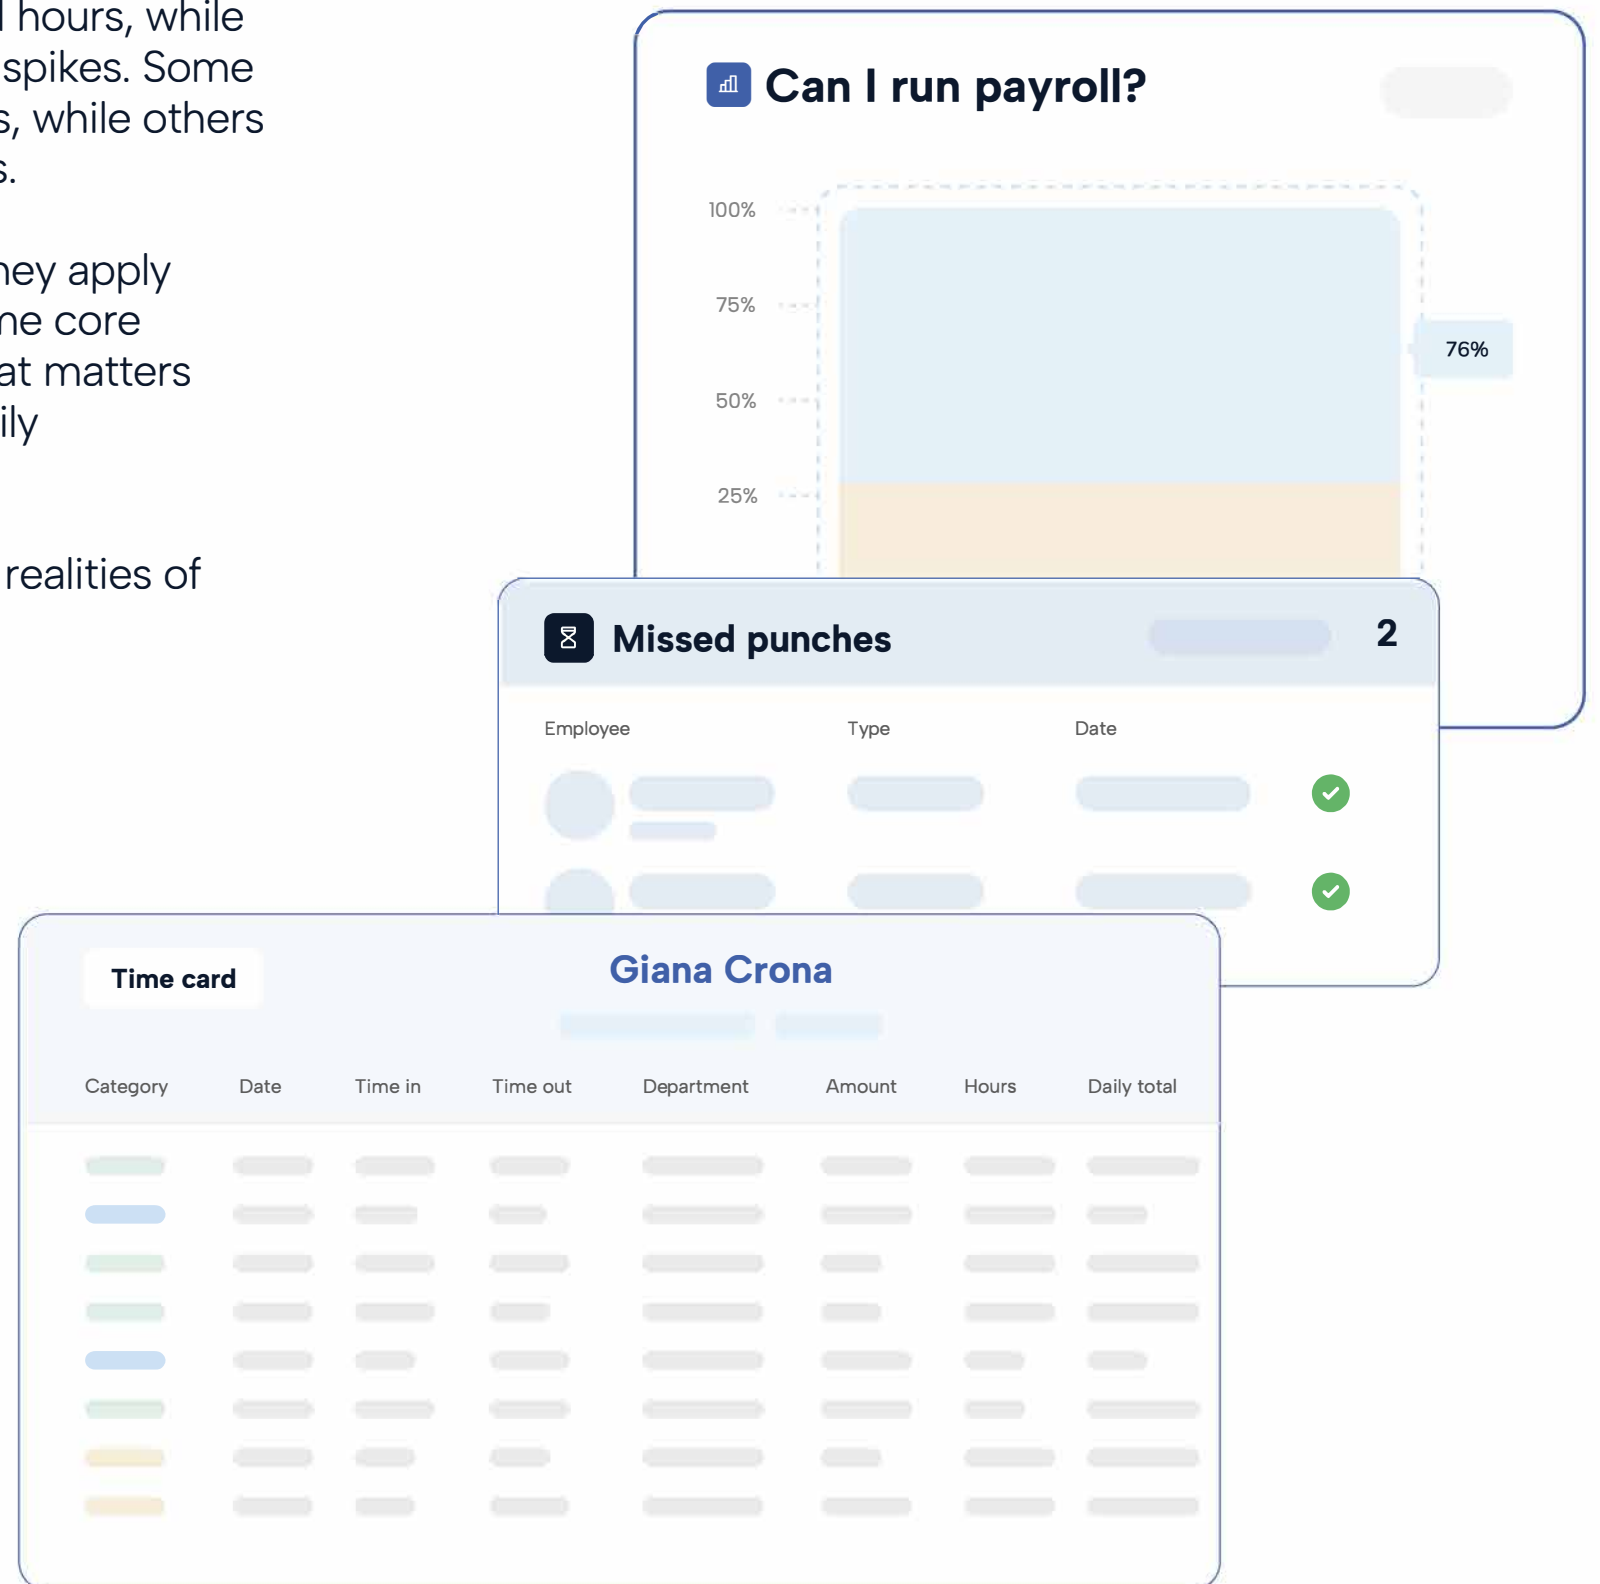 hours, while
spikes. Some
s, while others
s.
hey apply
me core
at matters
ily
realities of
Can I run payroll?
100%
75%
76%
50%
25%
Missed punches 2
Employee Type Date
Time card
Giana Crona
Category Date Time in Time out Department Amount Hours Daily total